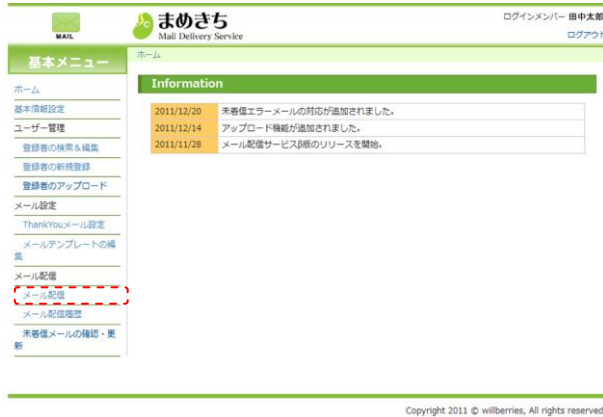 MAIL
まめきち
Mail Delivery Service
ログインメンバー 田中太郎
ログアウト
基本メニュー
ホーム
Information
ホーム
基本情報設定
ユーザー管理
登録者の検索&編集
登録者の新規登録
登録者のアップロード
メール設定
ThankYouメール設定
メールテンプレートの編
集
メール配信
メール配信
メール配信履歴
未着信メールの確認・更
新
2011/12/20 未着信エラーメールの対応が追加されました。
2011/12/14 アップロード機能が追加されました。
2011/11/28 メール配信サービスβ版のリリースを開始。
Copyright 2011 © willberries, All rights reserved